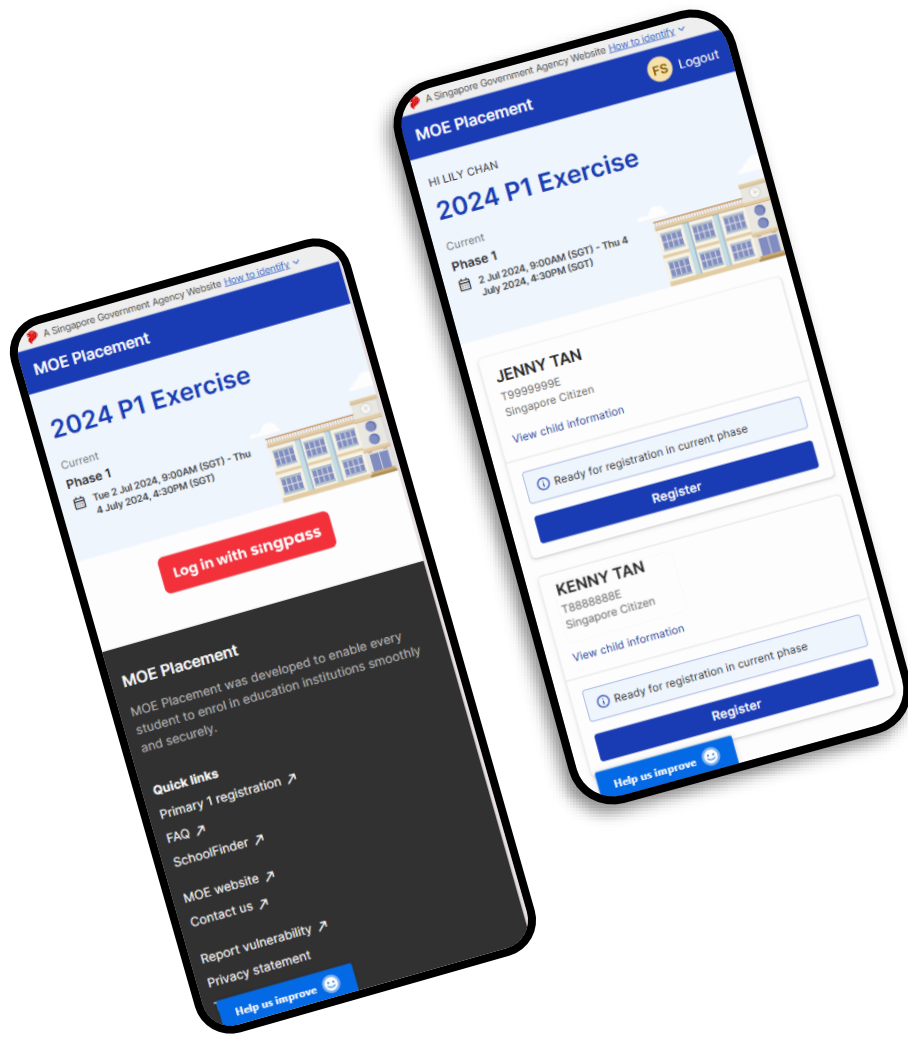 A Singapore Government Agency Website How to identify
MOE Placement
2024 P1 Exercise
Current
Phase 1
Tue 2 Jul 2024, 9:00AM (SGT) - Thu
4 July 2024, 4:30PM (SGT)
Log in with singpass
MOE Placement
MOE Placement was developed to enable every
student to enrol in education institutions smoothly
and securely.
Quick links
Primary 1 registration
FAQ
SchoolFinder
MOE website
Contact us
Report vulnerability
Privacy statement
Help us improve
A Singapore Government Agency Website How to identify
MOE Placement
FS Logout
HI LILY CHAN
2024 P1 Exercise
Current
Phase 1
2 Jul 2024, 9:00AM (SGT) - Thu 4
July 2024, 4:30PM (SGT)
JENNY TAN
T9999999E
Singapore Citizen
View child information
Ready for registration in current phase
Register
KENNY TAN
T8888888E
Singapore Citizen
View child information
Ready for registration in current phase
Register
Help us improve